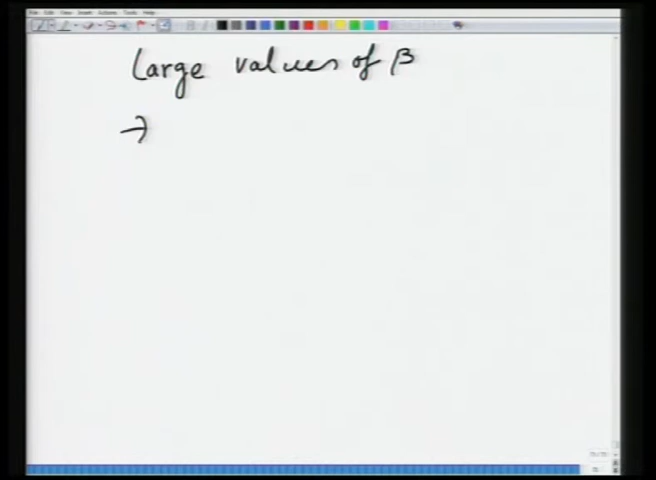 Large values of β
→